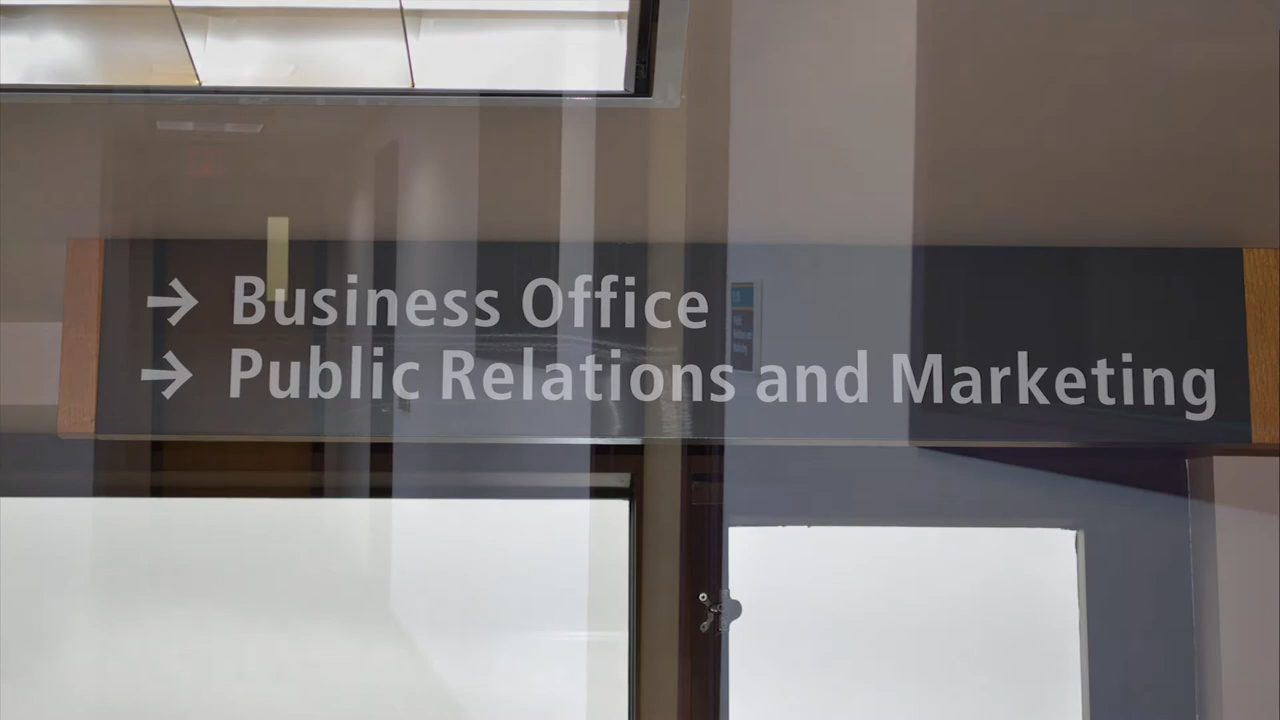 → Business Office
→ Public Relations and Marketing